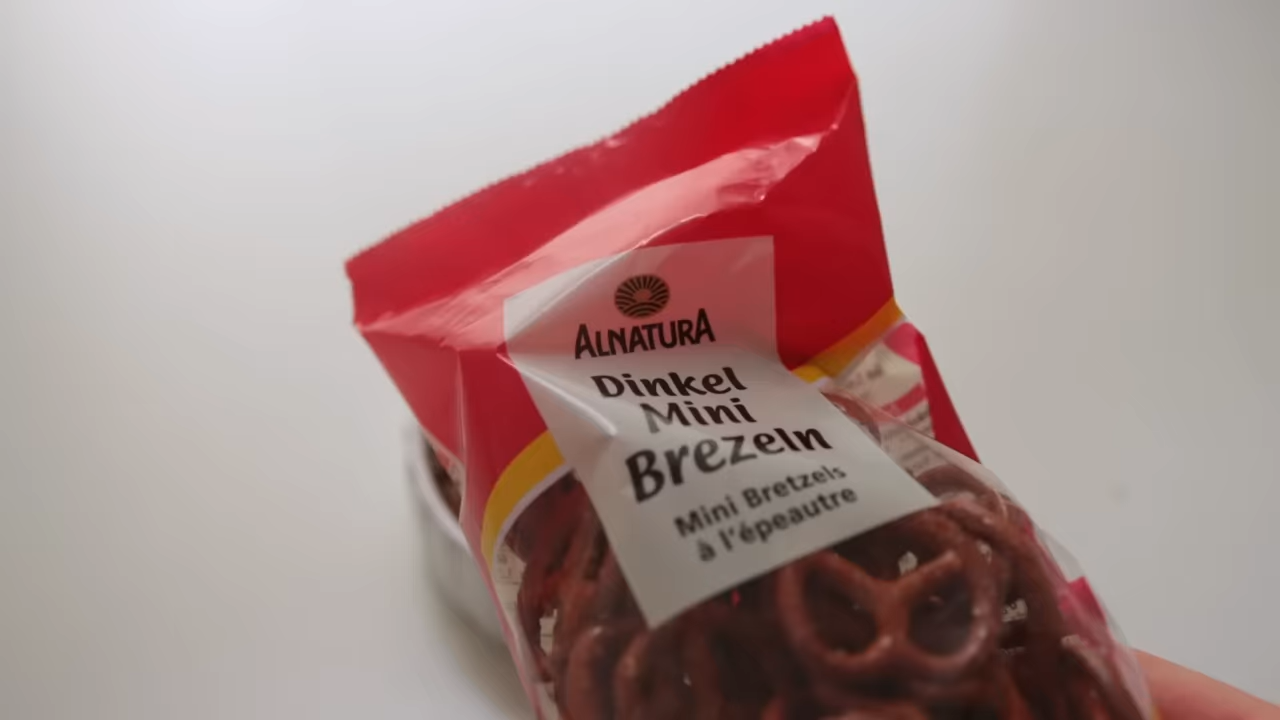 ALNATURA
Dinkel
Mini
Brezeln
Mini Bretzels
à l'épeautre